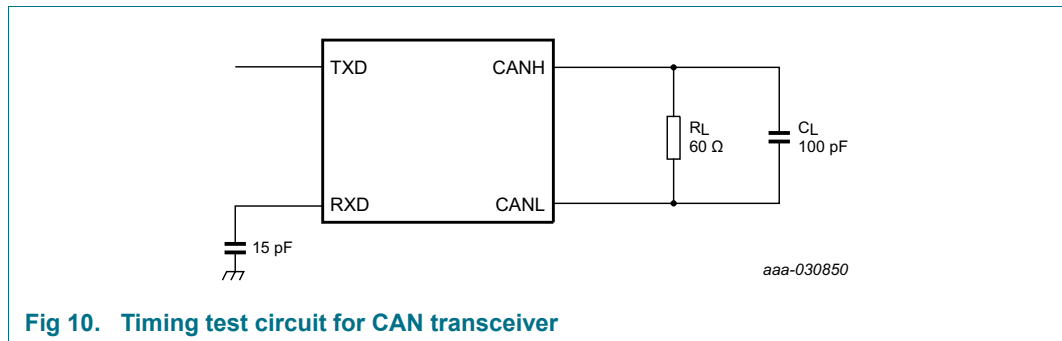 TXD CANH
RL
60 Ω
CL
100 pF
RXD CANL
15 pF
aaa-030850
Fig 10. Timing test circuit for CAN transceiver